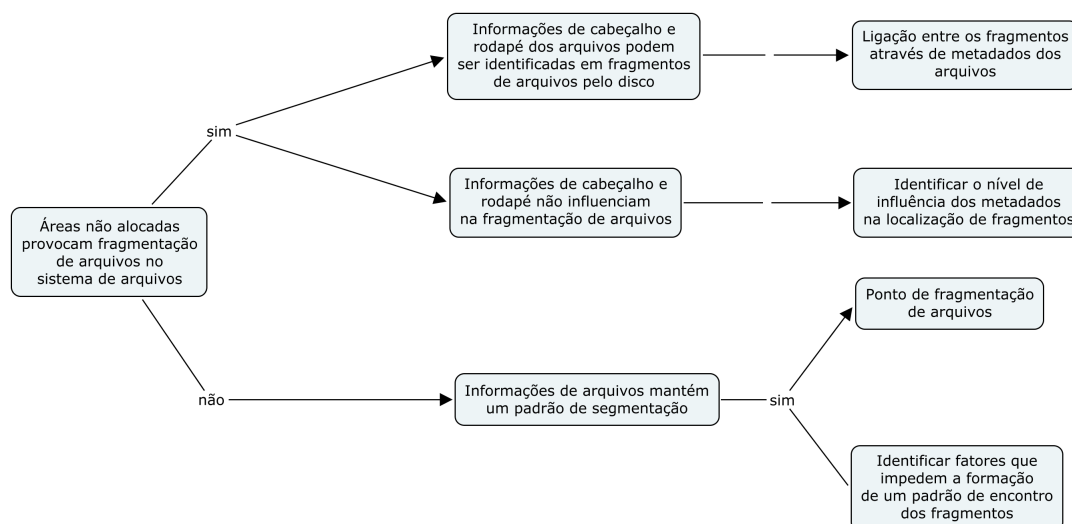 Informações de cabeçalho e
rodapé dos arquivos podem
ser identificadas em fragmentos
de arquivos pelo disco
Ligação entre os fragmentos
através de metadados dos
arquivos
sim
Informações de cabeçalho e
rodapé não influenciam
na fragmentação de arquivos
Identificar o nível de
influência dos metadados
na localização de fragmentos
Áreas não alocadas
provocam fragmentação
de arquivos no
sistema de arquivos
Ponto de fragmentação
de arquivos
não
Informações de arquivos mantém
um padrão de segmentação
sim
Identificar fatores que
impedem a formação
de um padrão de encontro
dos fragmentos